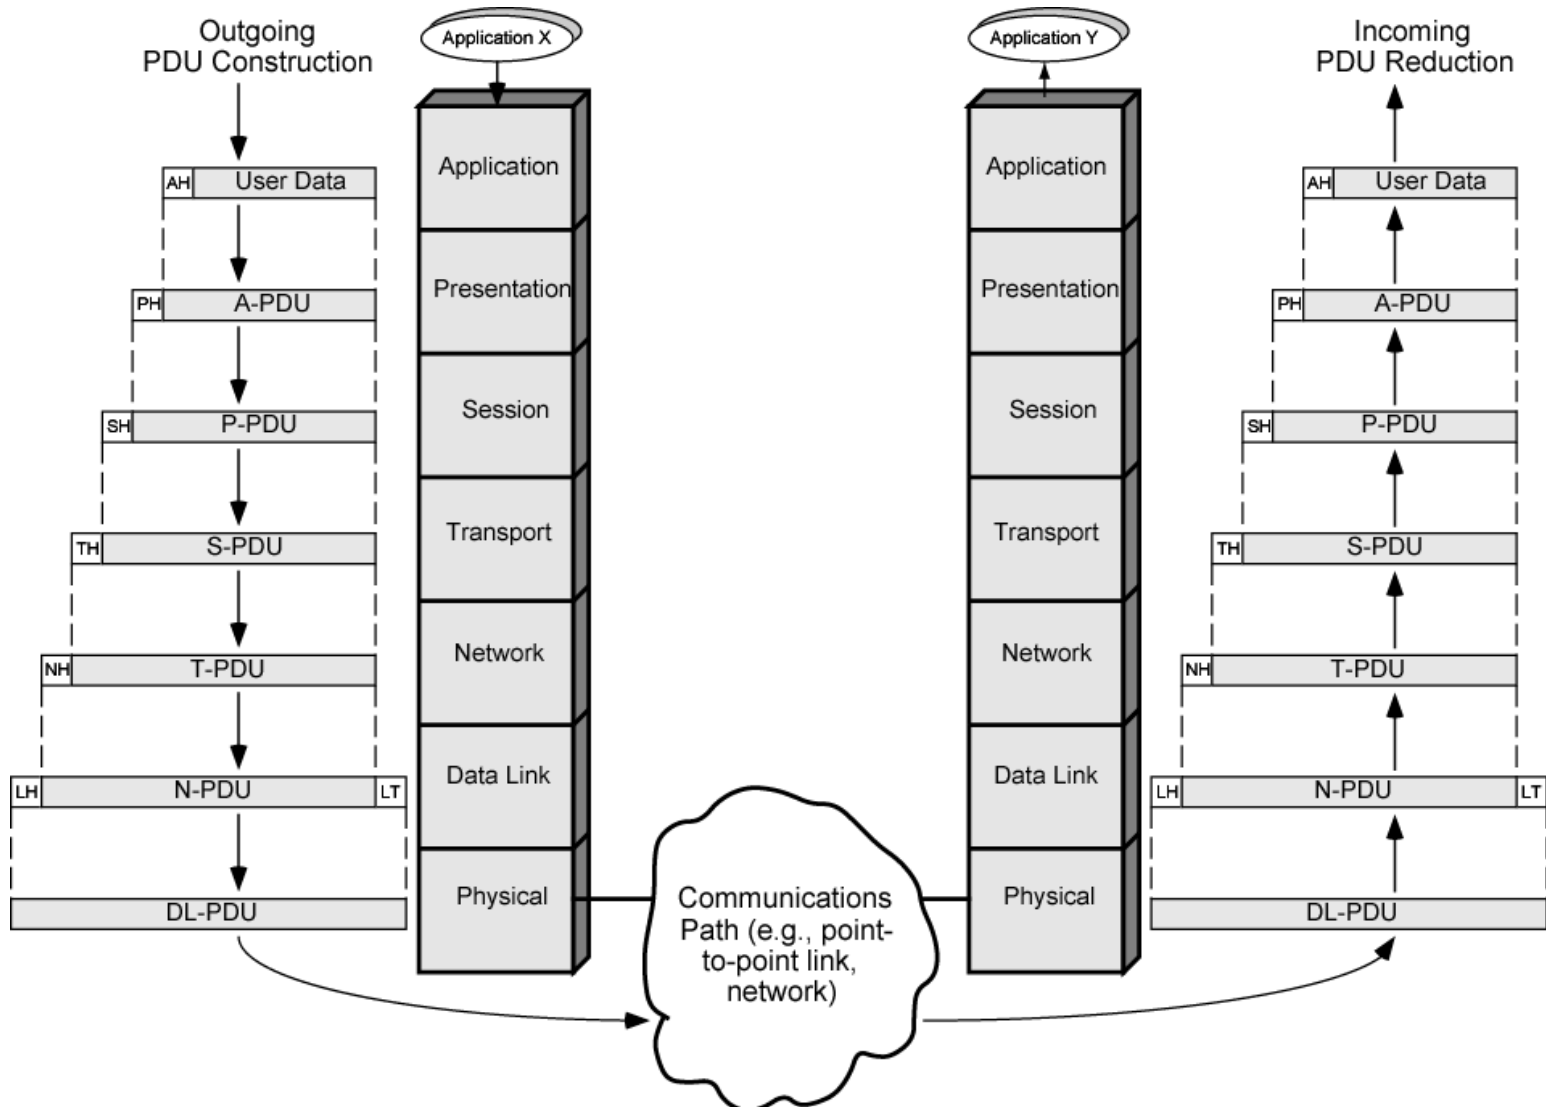 Outgoing
PDU Construction
Application X
Application Y
Incoming
PDU Reduction
AH User Data
PH A-PDU
SH P-PDU
TH S-PDU
NH T-PDU
LH N-PDU LT
DL-PDU
Application
Presentation
Session
Transport
Network
Data Link
Physical
Communications
Path (e.g., point-
to-point link,
network)
Application
Presentation
Session
Transport
Network
Data Link
Physical
AH User Data
PH A-PDU
SH P-PDU
TH S-PDU
NH T-PDU
LH N-PDU LT
DL-PDU